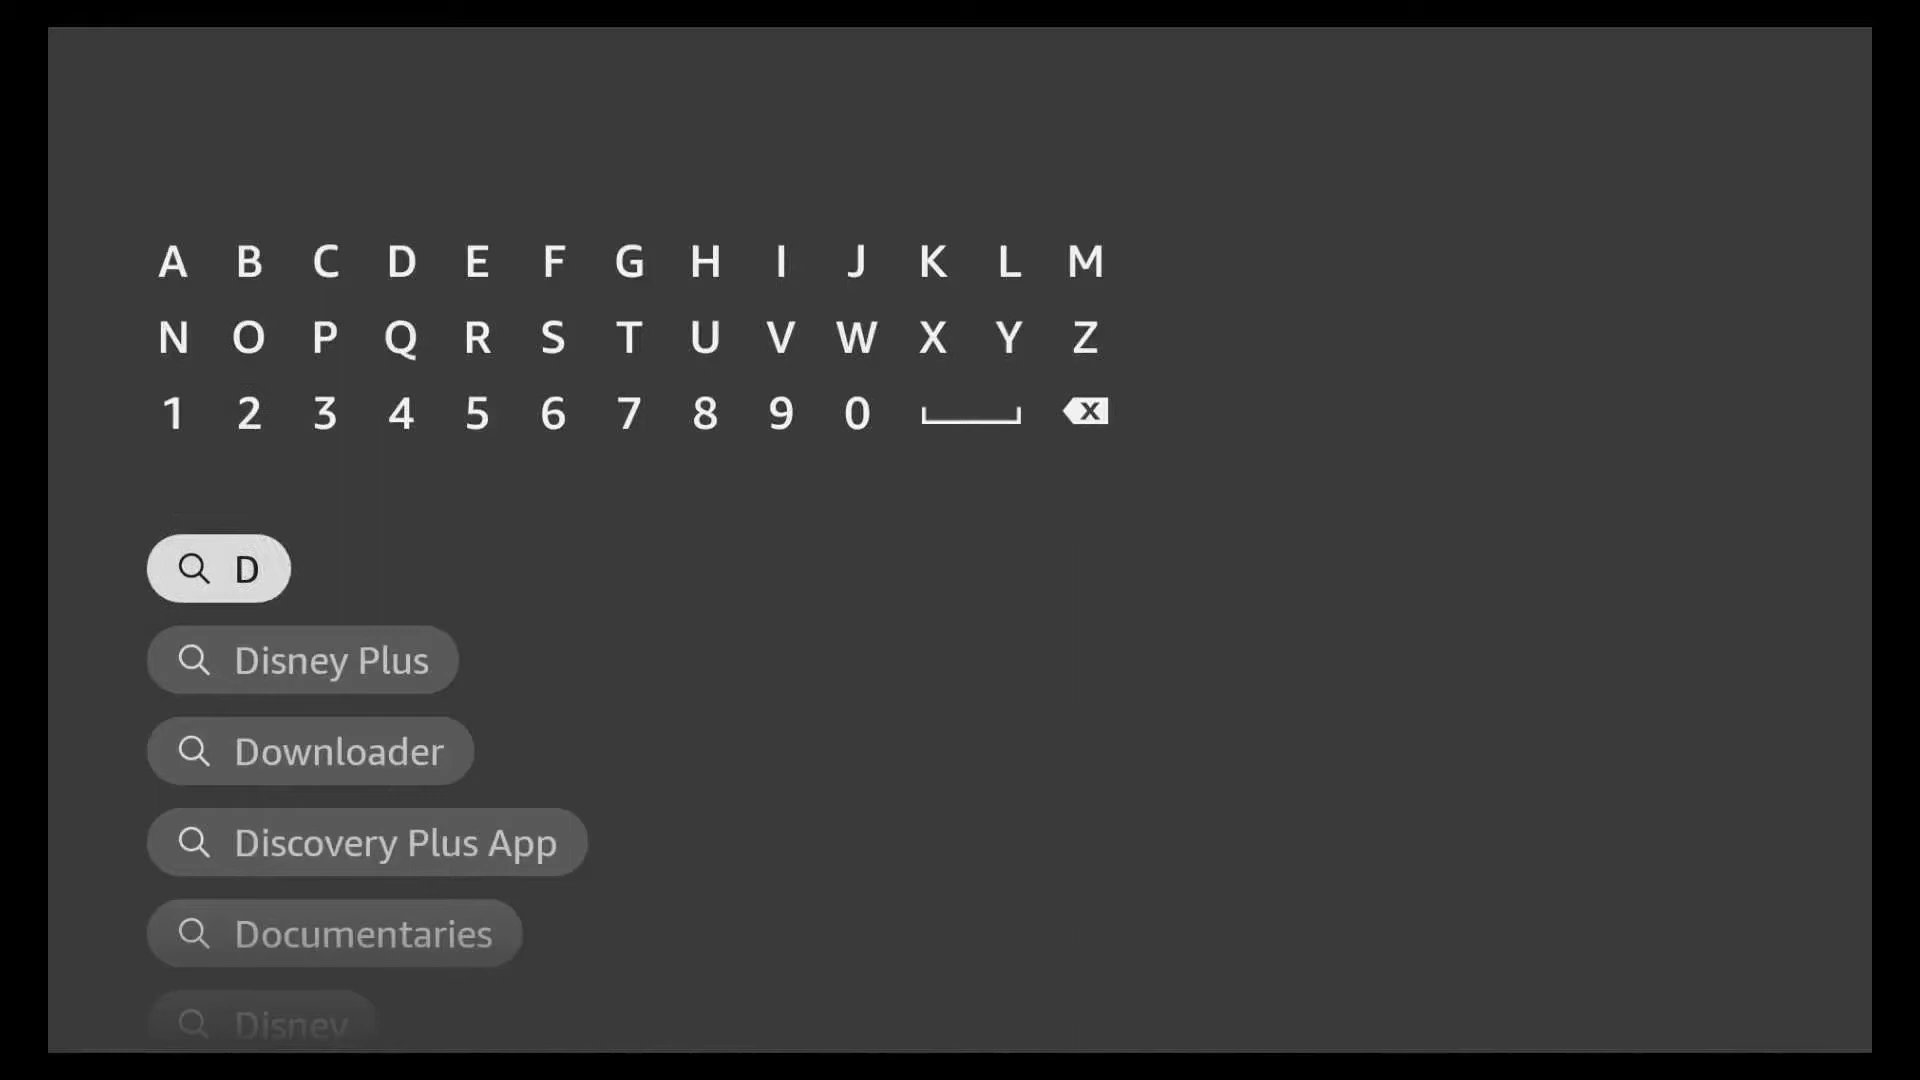 A B C D E F G H I J K L M
N O P Q R S T U V W X Y Z
1 2 3 4 5 6 7 8 9 0
D
Disney Plus
Downloader
Discovery Plus App
Documentaries
Disney